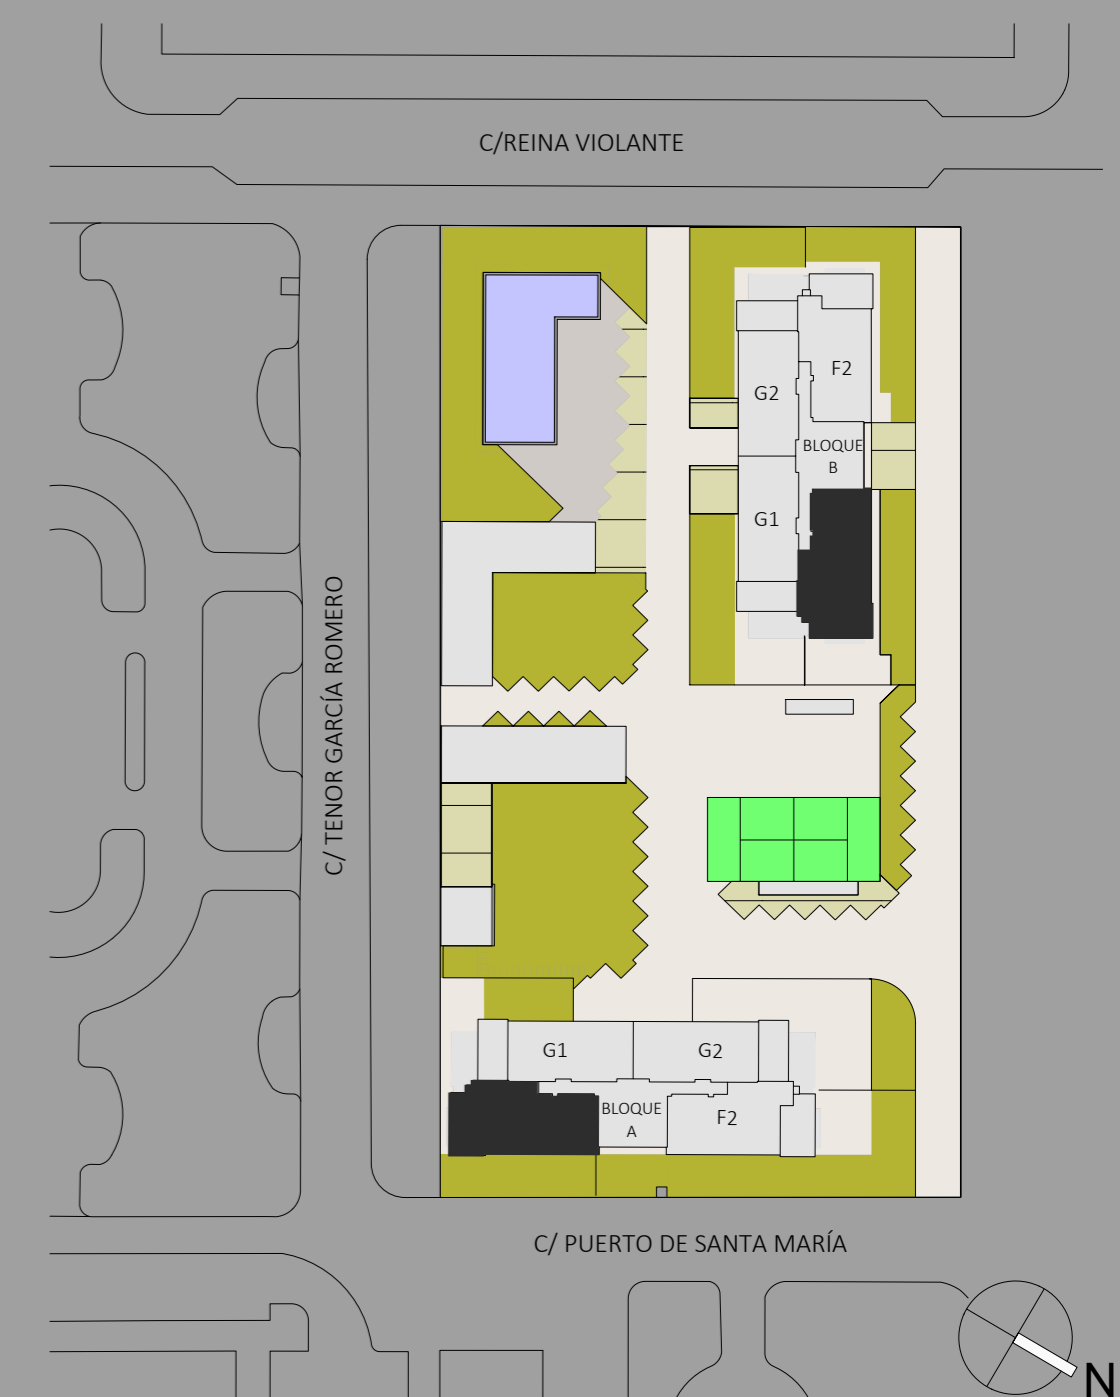 C/REINA VIOLANTE
F2
G2
BLOQUE
B
G1
C/ TENOR GARCÍA ROMERO
G1
G2
BLOQUE
A
F2
C/ PUERTO DE SANTA MARÍA
N